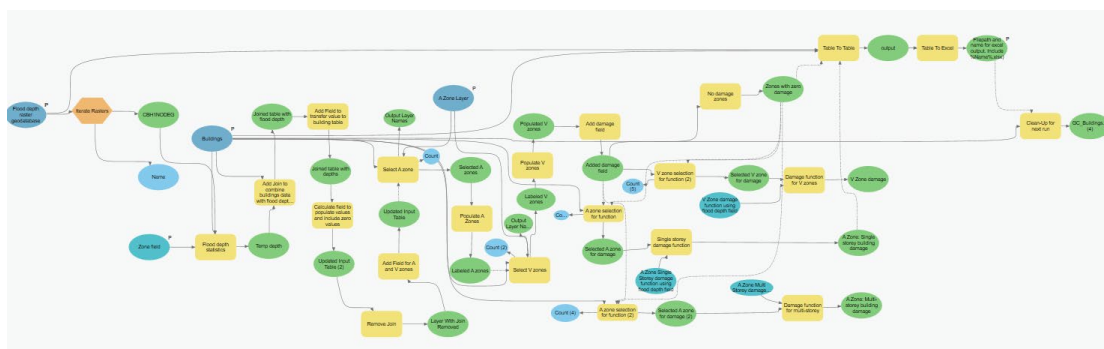 Flood depth
raster
geodatabase
P
Iterate Rasters
Name
Zone field
P
Buildings
P
Flood depth
statistics
Temp depth
Add Join to
combine
buildings data
with flood dept...
Joined table with
flood depth
Add Field to
transfer value to
building table
Joined table with
depths
Calculate field to
populate values
and include zero
values
Updated Input
Table (2)
Remove Join
Layer With Join
Removed
Add Field for A
and V zones
Updated Input
Table
Output Layer
Names
Select A zone
A Zone Layer
P
Count
Selected A
zones
Populate A
Zones
Labeled A zones
Count (2)
Select V zones
Output
Layer Na...
Labeled V zones
Populate V
zones
Populated V
zones
Add damage
field
Added damage
field
Co...
A zone selection
for function
Selected A zone
for damage
Single storey
damage function
A Zone Single
Storey damage
function using
flood depth field
A Zone: Single
storey building
damage
Count (4)
A zone selection
for function (2)
Selected A zone
for damage (2)
A Zone Multi
Storey damage
Damage function
for multi-storey
A Zone: Multi-
storey building
damage
Count
(5)
V zone selection
for function (2)
Selected V zone
for damage
V Zone damage
function using
flood depth field
Damage function
for V zones
V Zone damage
No damage
zones
Zones with zero
damage
Table To Table
output
Table To Excel
Filepath and
name for excel
output. Include
P
Clean-Up for
next run
GC_Buildings
(4)